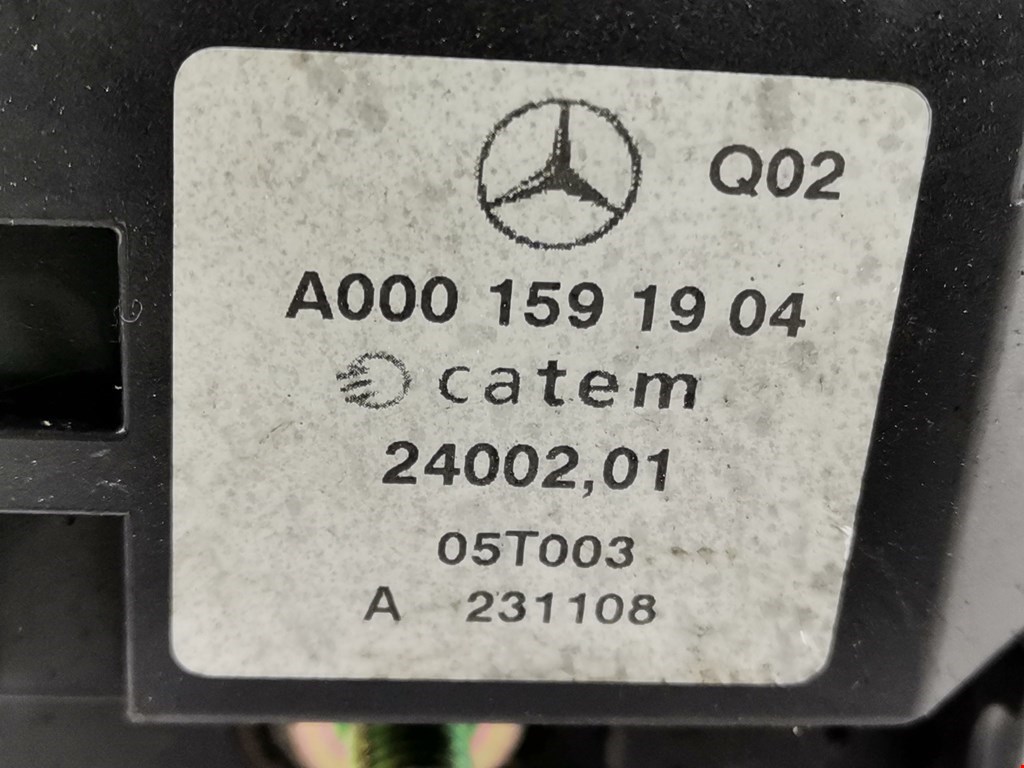 Q02
A000 159 19 04
catem
24002,01
05T003
A 231108